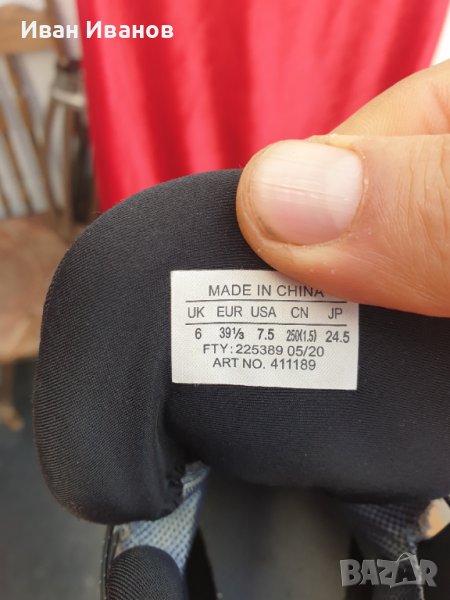 Иван Иванов
MADE IN CHINA
UK EUR USA CN JP
6 39⅓ 7.5 250(1.5) 24.5
FTY: 225389 05/20
ART NO. 411189
BAZAR